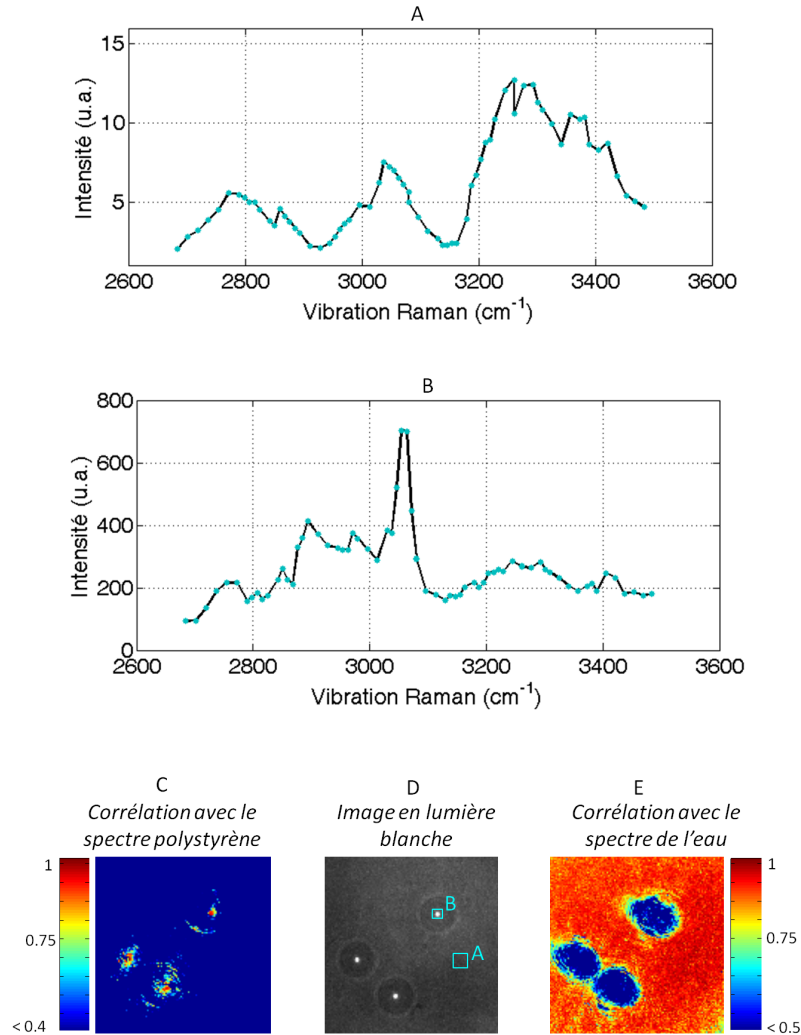 A
15
10
5
2600 2800 3000 3200 3400 3600
Intensité (u.a.)
Vibration Raman (cm⁻¹)
B
800
600
400
200
0
2600 2800 3000 3200 3400 3600
Intensité (u.a.)
Vibration Raman (cm⁻¹)
C
Corrélation avec le
spectre polystyrène
1
0.75
< 0.4
D
Image en lumière
blanche
B
A
E
Corrélation avec le
spectre de l'eau
1
0.75
< 0.5